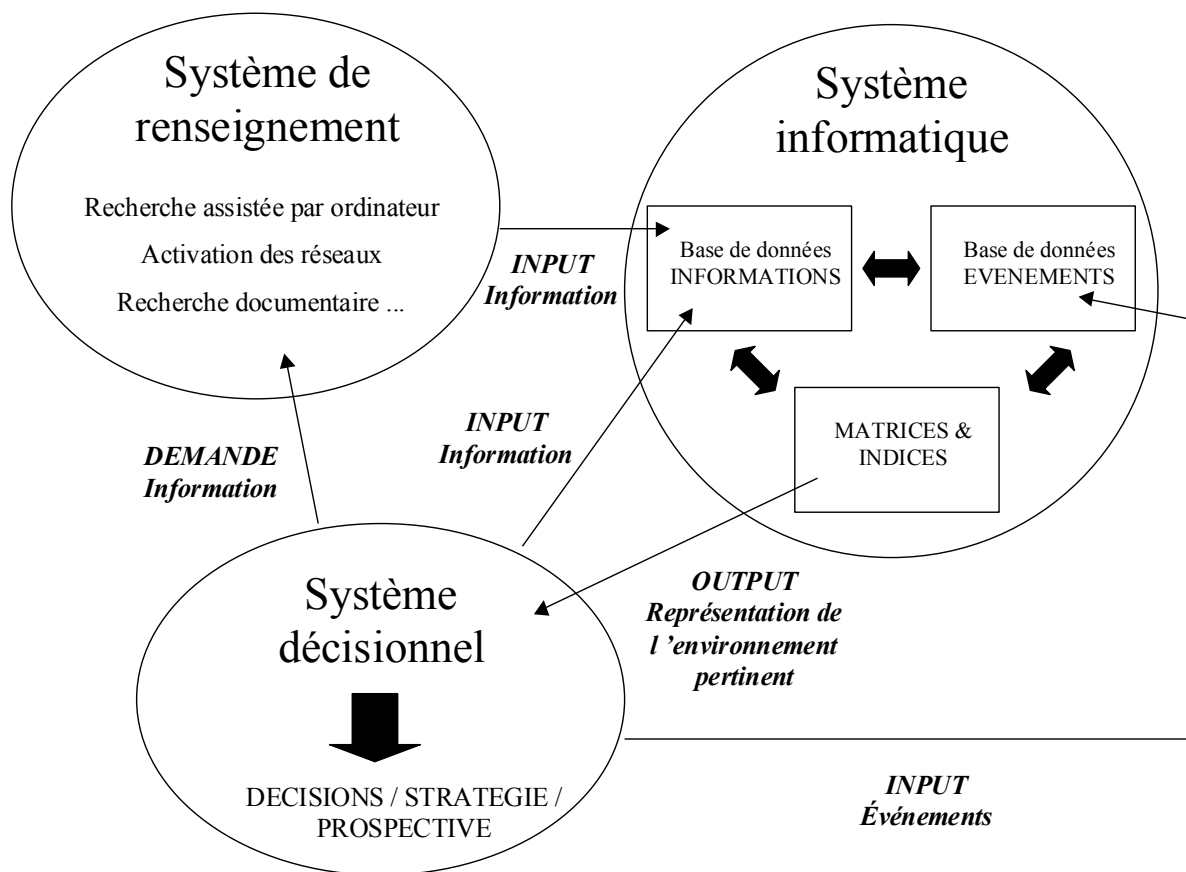 Système de
renseignement
Recherche assistée par ordinateur
Activation des réseaux
Recherche documentaire ...
Système
informatique
Base de données
INFORMATIONS
Base de données
EVENEMENTS
MATRICES &
INDICES
INPUT
Information
INPUT
Information
DEMANDE
Information
OUTPUT
Représentation de
l ’environnement
pertinent
Système
décisionnel
DECISIONS / STRATEGIE /
PROSPECTIVE
INPUT
Événements